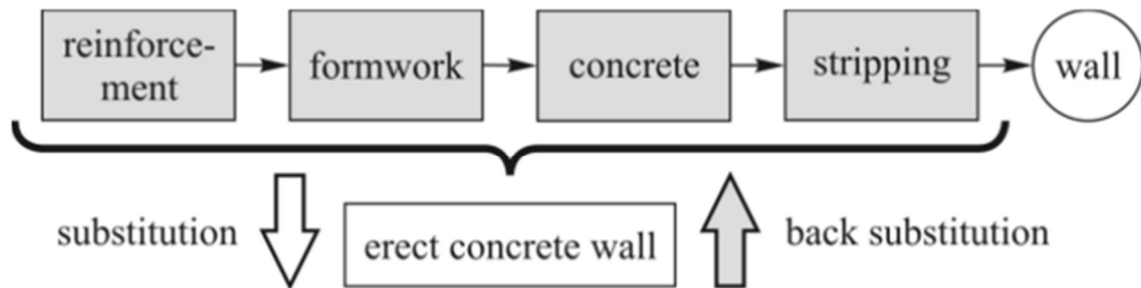 reinforce-
ment
formwork
concrete
stripping
wall
substitution
erect concrete wall
back substitution